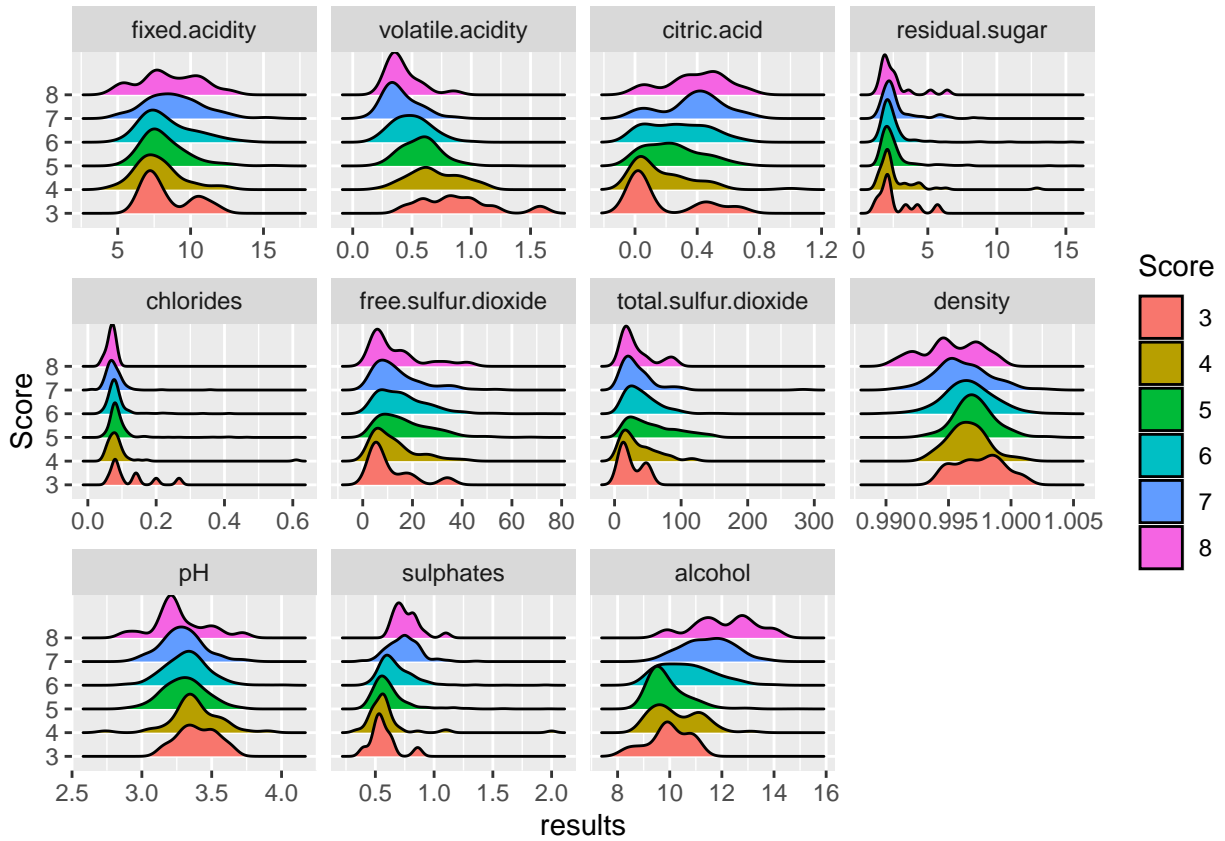 fixed.acidity volatile.acidity citric.acid residual.sugar
8
7
6
5
4
3
5 10 15 0.0 0.5 1.0 1.5 0.0 0.4 0.8 1.2 0 5 10 15
chlorides free.sulfur.dioxide total.sulfur.dioxide density
8
7
6
5
4
3
0.0 0.2 0.4 0.6 0 20 40 60 80 0 100 200 300 0.990 0.995 1.000 1.005
pH sulphates alcohol
8
7
6
5
4
3
2.5 3.0 3.5 4.0 0.5 1.0 1.5 2.0 8 10 12 14 16
results
Score
Score
3
4
5
6
7
8